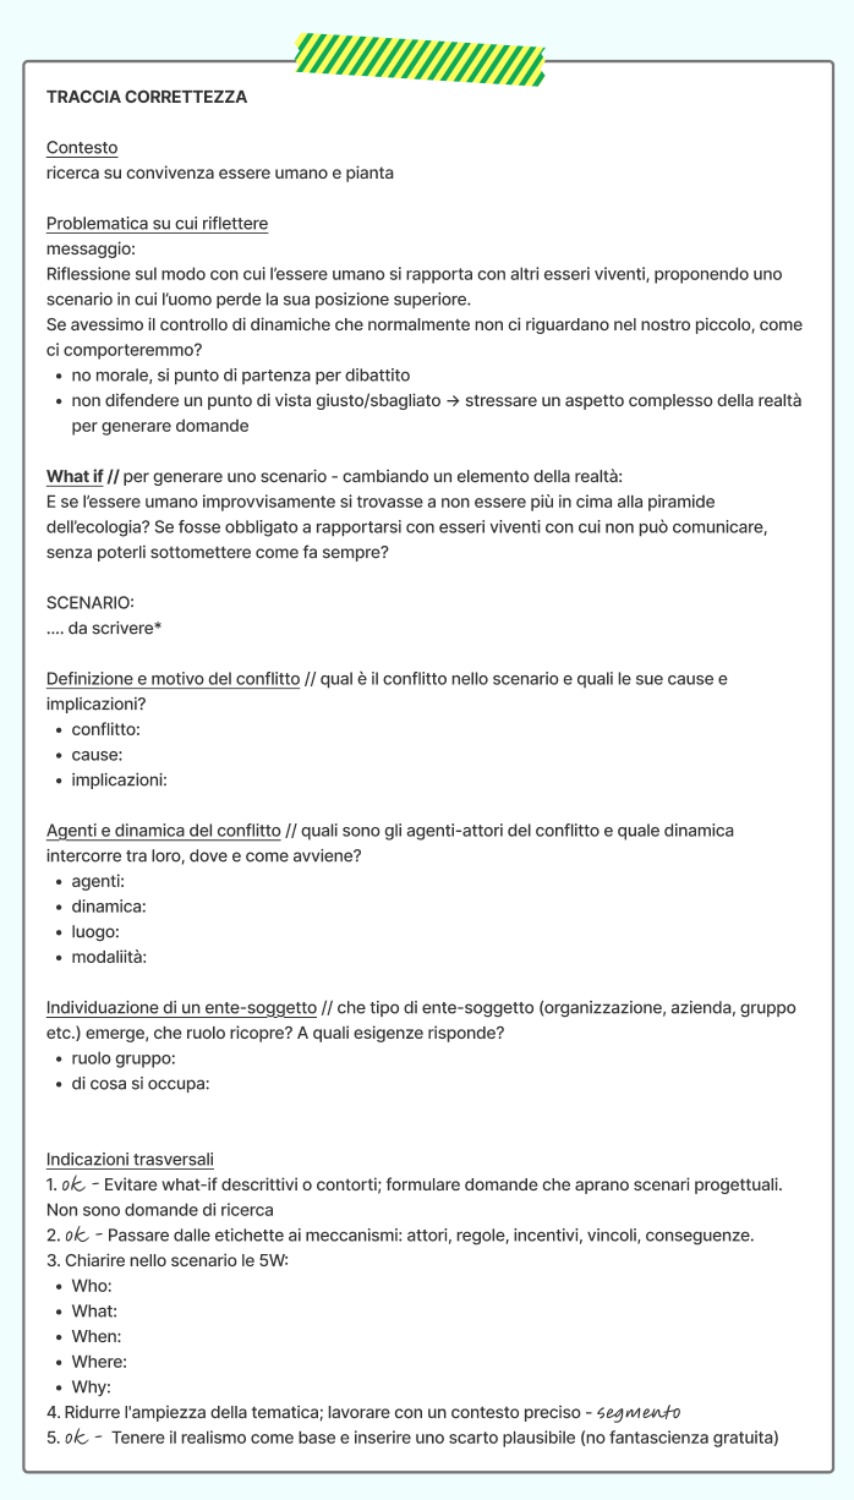 TRACCIA CORRETTEZZA
Contesto
ricerca su convivenza essere umano e pianta
Problematica su cui riflettere
messaggio:
Riflessione sul modo con cui l'essere umano si rapporta con altri esseri viventi, proponendo uno
scenario in cui l'uomo perde la sua posizione superiore.
Se avessimo il controllo di dinamiche che normalmente non ci riguardano nel nostro piccolo, come
ci comporteremmo?
• no morale, si punto di partenza per dibattito
• non difendere un punto di vista giusto/sbagliato → stressare un aspetto complesso della realtà
per generare domande
What if // per generare uno scenario - cambiando un elemento della realtà:
E se l'essere umano improvvisamente si trovasse a non essere più in cima alla piramide
dell'ecologia? Se fosse obbligato a rapportarsi con esseri viventi con cui non può comunicare,
senza poterli sottomettere come fa sempre?
SCENARIO:
.... da scrivere*
Definizione e motivo del conflitto // qual è il conflitto nello scenario e quali le sue cause e
implicazioni?
• conflitto:
• cause:
• implicazioni:
Agenti e dinamica del conflitto // quali sono gli agenti-attori del conflitto e quale dinamica
intercorre tra loro, dove e come avviene?
• agenti:
• dinamica:
• luogo:
• modaliità:
Individuazione di un ente-soggetto // che tipo di ente-soggetto (organizzazione, azienda, gruppo
etc.) emerge, che ruolo ricopre? A quali esigenze risponde?
• ruolo gruppo:
• di cosa si occupa:
Indicazioni trasversali
1. ok - Evitare what-if descrittivi o contorti; formulare domande che aprano scenari progettuali.
Non sono domande di ricerca
2. ok - Passare dalle etichette ai meccanismi: attori, regole, incentivi, vincoli, conseguenze.
3. Chiarire nello scenario le 5W:
• Who:
• What:
• When:
• Where:
• Why:
4. Ridurre l'ampiezza della tematica; lavorare con un contesto preciso - segmento
5. ok - Tenere il realismo come base e inserire uno scarto plausibile (no fantascienza gratuita)